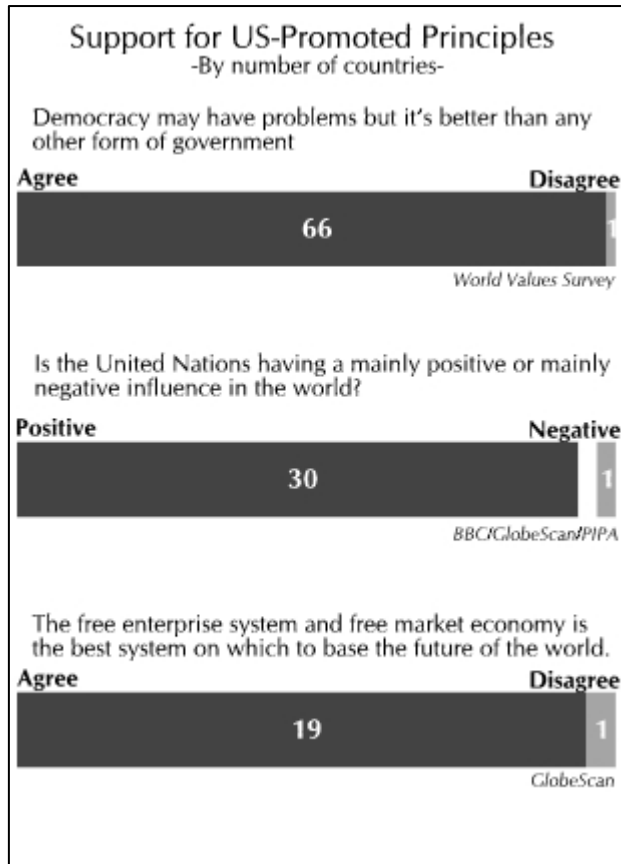 Support for US-Promoted Principles
-By number of countries-
Democracy may have problems but it's better than any
other form of government
Agree Disagree
66 1
World Values Survey
Is the United Nations having a mainly positive or mainly
negative influence in the world?
Positive Negative
30 1
BBC/GlobeScan/PIPA
The free enterprise system and free market economy is
the best system on which to base the future of the world.
Agree Disagree
19 1
GlobeScan